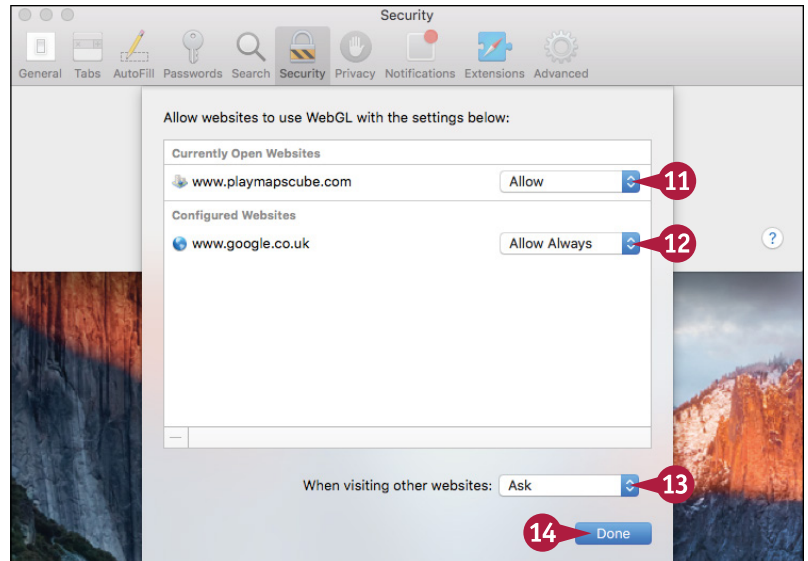 Security
General Tabs AutoFill Passwords Search Security Privacy Notifications Extensions Advanced
Allow websites to use WebGL with the settings below:
Currently Open Websites
www.playmapscube.com Allow 11
Configured Websites
www.google.co.uk Allow Always 12
?
When visiting other websites: Ask 13
14 Done